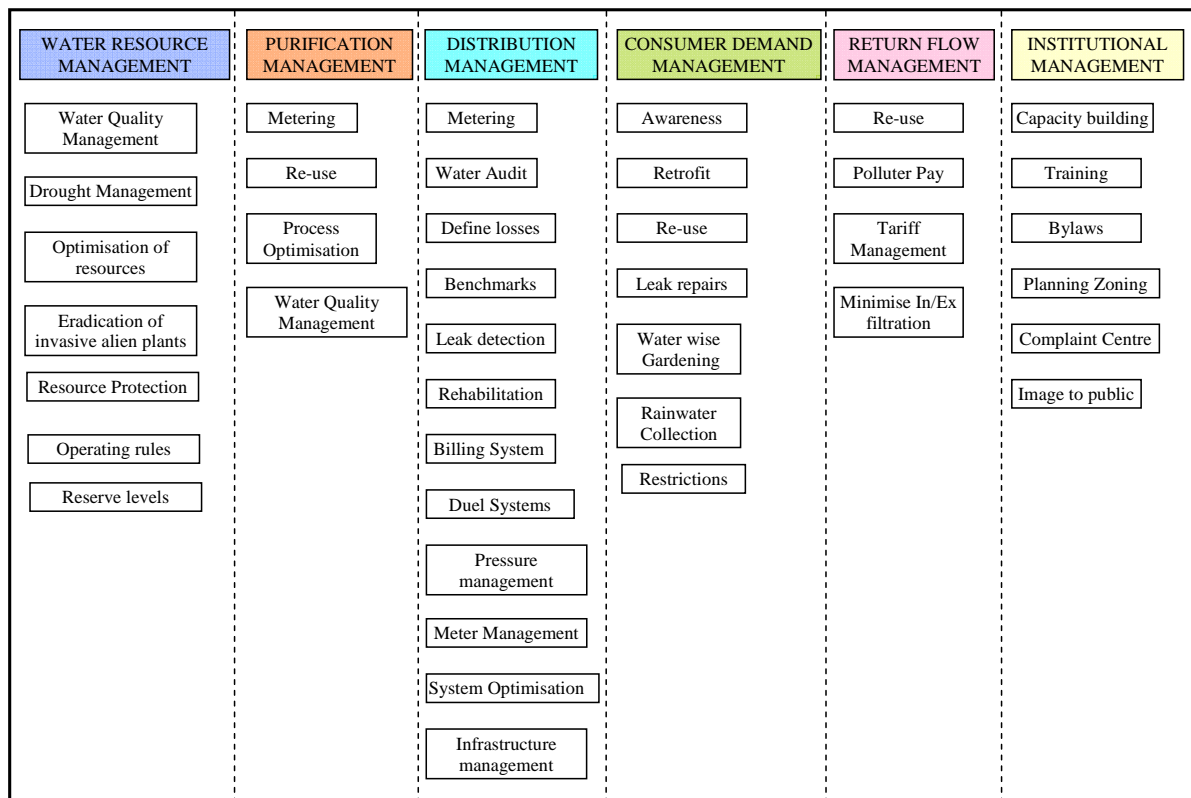 WATER RESOURCE
MANAGEMENT
Water Quality
Management
Drought Management
Optimisation of
resources
Eradication of
invasive alien plants
Resource Protection
Operating rules
Reserve levels
PURIFICATION
MANAGEMENT
Metering
Re-use
Process
Optimisation
Water Quality
Management
DISTRIBUTION
MANAGEMENT
Metering
Water Audit
Define losses
Benchmarks
Leak detection
Rehabilitation
Billing System
Duel Systems
Pressure
management
Meter Management
System Optimisation
Infrastructure
management
CONSUMER DEMAND
MANAGEMENT
Awareness
Retrofit
Re-use
Leak repairs
Water wise
Gardening
Rainwater
Collection
Restrictions
RETURN FLOW
MANAGEMENT
Re-use
Polluter Pay
Tariff
Management
Minimise In/Ex
filtration
INSTITUTIONAL
MANAGEMENT
Capacity building
Training
Bylaws
Planning Zoning
Complaint Centre
Image to public